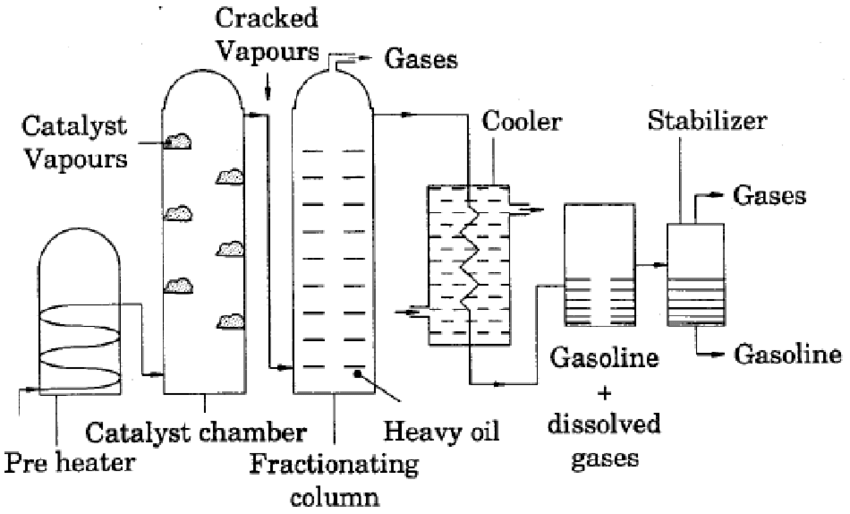 Cracked
Vapours
Gases
Catalyst
Vapours
Cooler
Stabilizer
Gases
Gasoline
Gasoline
+
dissolved
gases
Catalyst chamber
Heavy oil
Pre heater
Fractionating
column